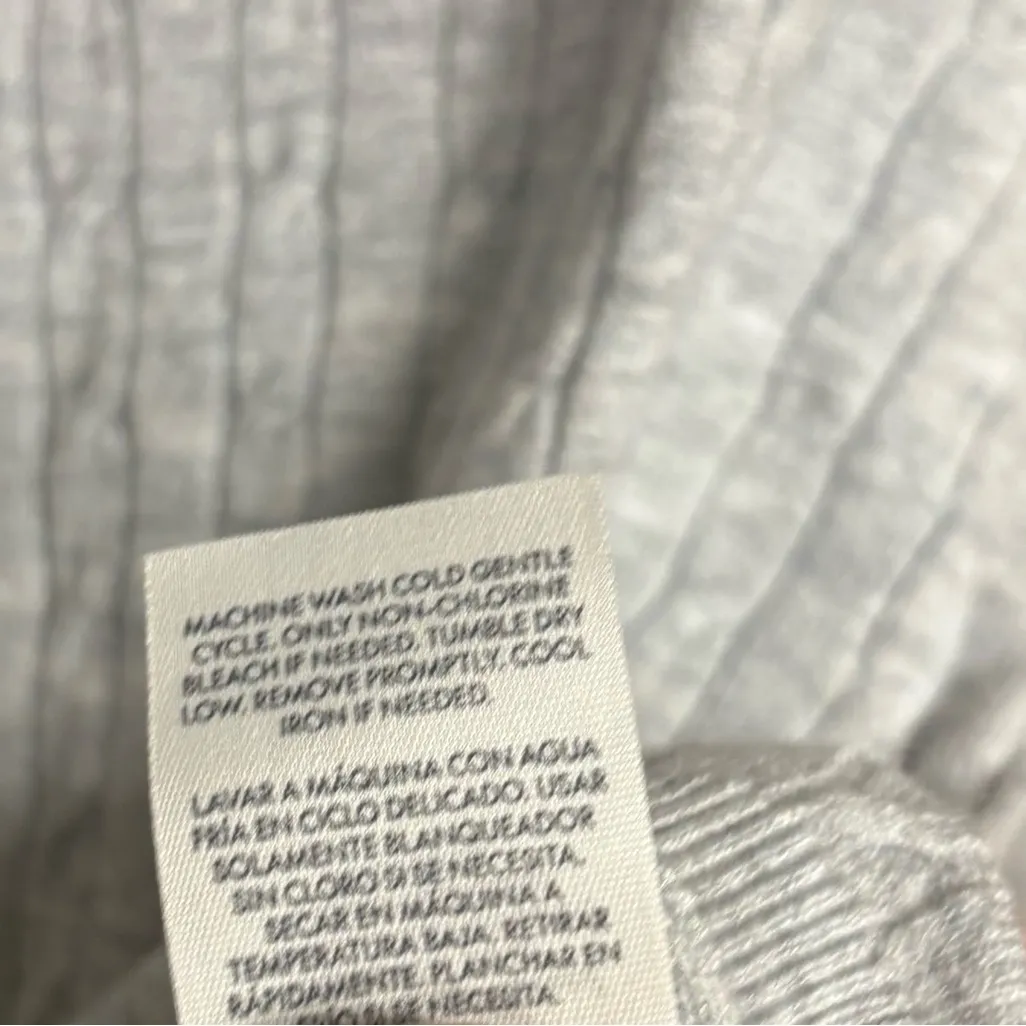 MACHINE WASH COLD GENTLE
CYCLE. ONLY NON-CHLORINE
BLEACH IF NEEDED. TUMBLE DRY
LOW. REMOVE PROMPTLY. COOL
IRON IF NEEDED.
LAVAR A MÁQUINA CON AGUA
FRÍA EN CICLO DELICADO. USAR
SOLAMENTE BLANQUEADOR
SIN CLORO SI SE NECESITA.
SECAR EN MÁQUINA A
TEMPERATURA BAJA. RETIRAR
RÁPIDAMENTE. PLANCHAR EN
SE NECESITA.